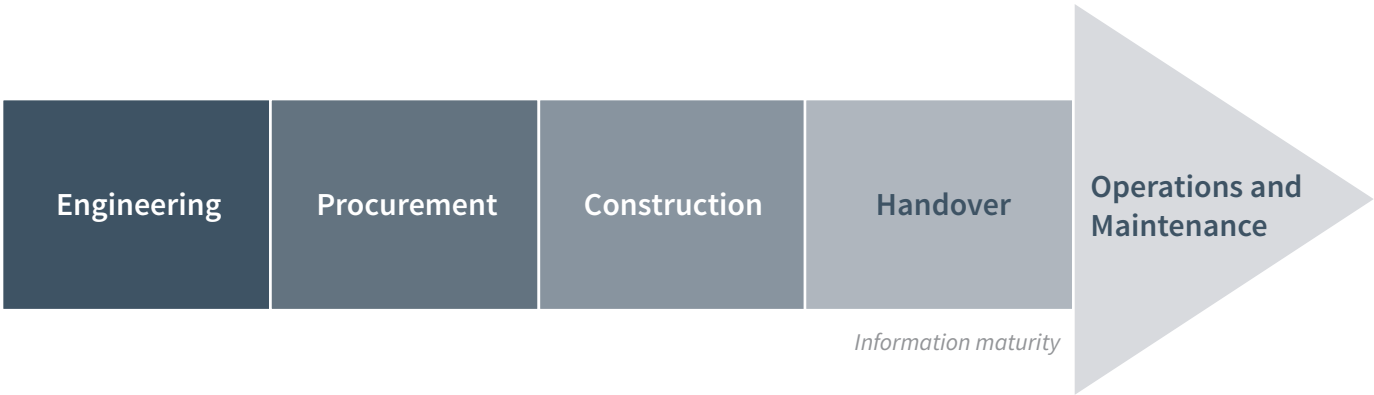 Engineering
Procurement
Construction
Handover
Operations and
Maintenance
Information maturity